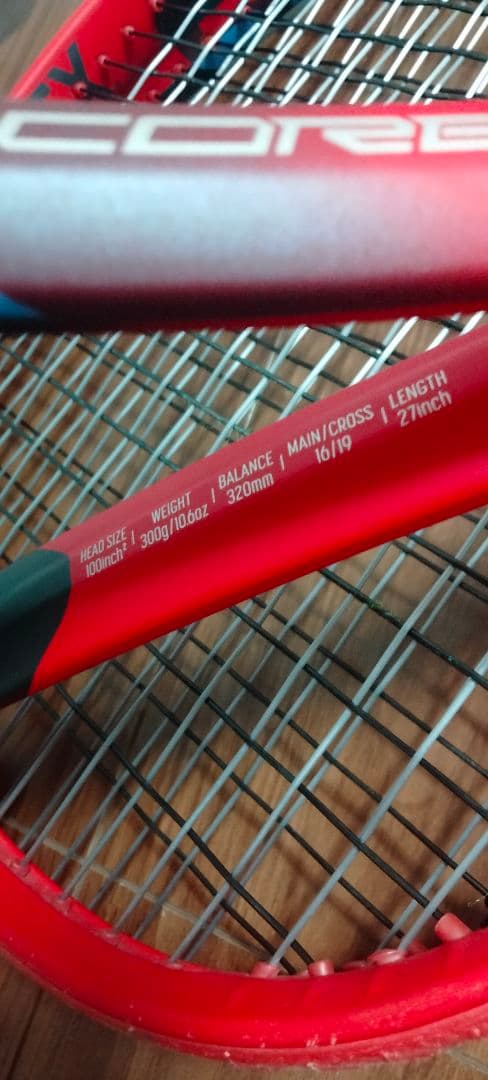 CORE
HEAD SIZE | WEIGHT | BALANCE | MAIN/CROSS | LENGTH
100inch² 300g/10.6oz 320mm 16/19 27inch